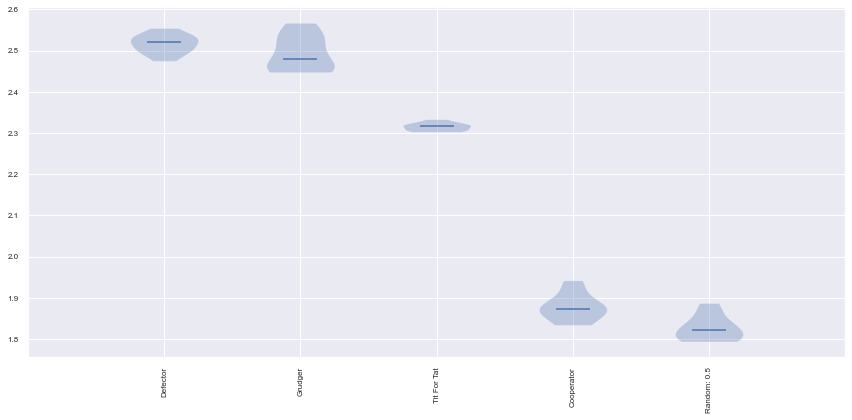 2.6
2.5
2.4
2.3
2.2
2.1
2.0
1.9
1.8
Defector
Grudger
Tit For Tat
Cooperator
Random: 0.5